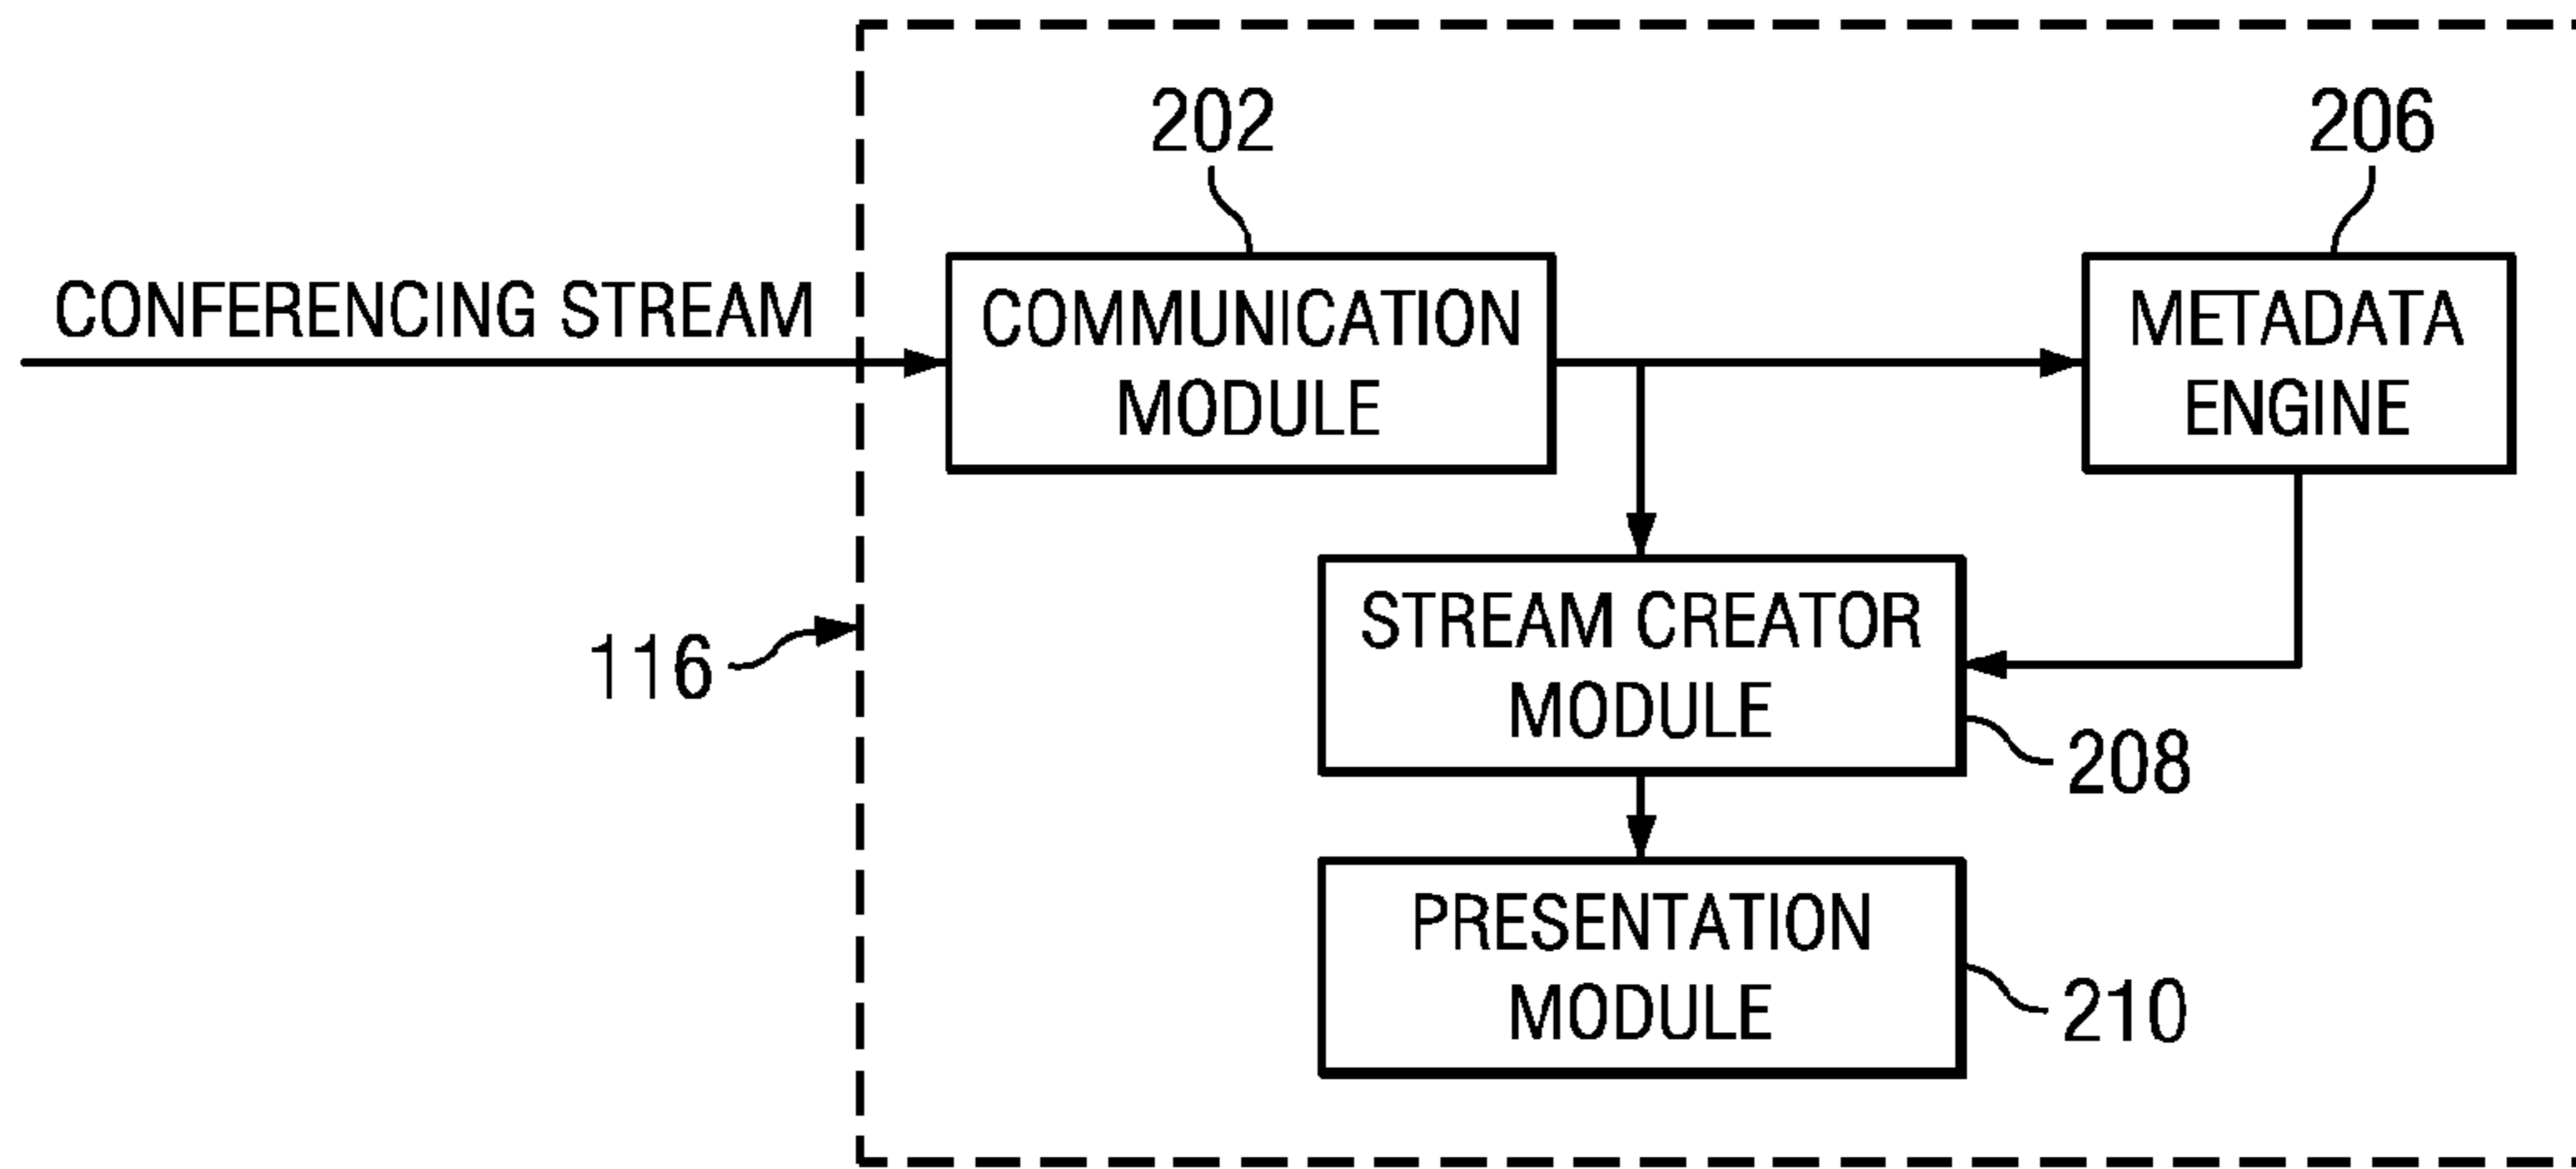 202
206
CONFERENCING STREAM
COMMUNICATION
MODULE
METADATA
ENGINE
STREAM CREATOR
MODULE
116
208
PRESENTATION
MODULE
210